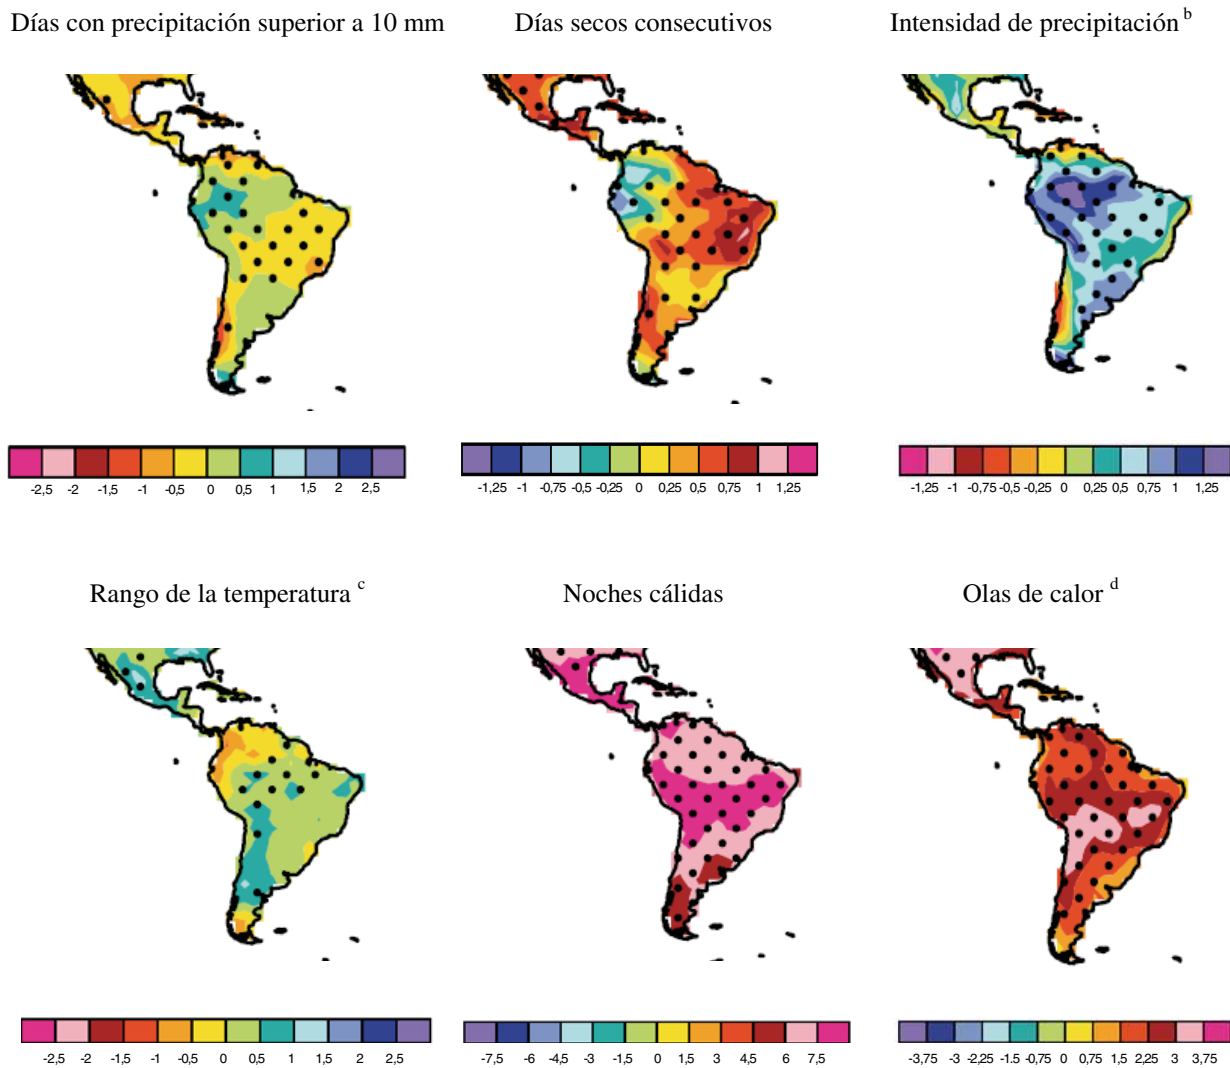 Días con precipitación superior a 10 mm
Días secos consecutivos
Intensidad de precipitación b
-2,5 -2 -1,5 -1 -0,5 0 0,5 1 1,5 2 2,5
-1,25 -1 -0,75 -0,5 -0,25 0 0,25 0,5 0,75 1 1,25
-1,25 -1 -0,75 -0,5 -0,25 0 0,25 0,5 0,75 1 1,25
Rango de la temperatura c
Noches cálidas
Olas de calor d
-2,5 -2 -1,5 -1 -0,5 0 0,5 1 1,5 2 2,5
-7,5 -6 -4,5 -3 -1,5 0 1,5 3 4,5 6 7,5
-3,75 -3 -2,25 -1.5 -0,75 0 0,75 1,5 2,25 3 3,75